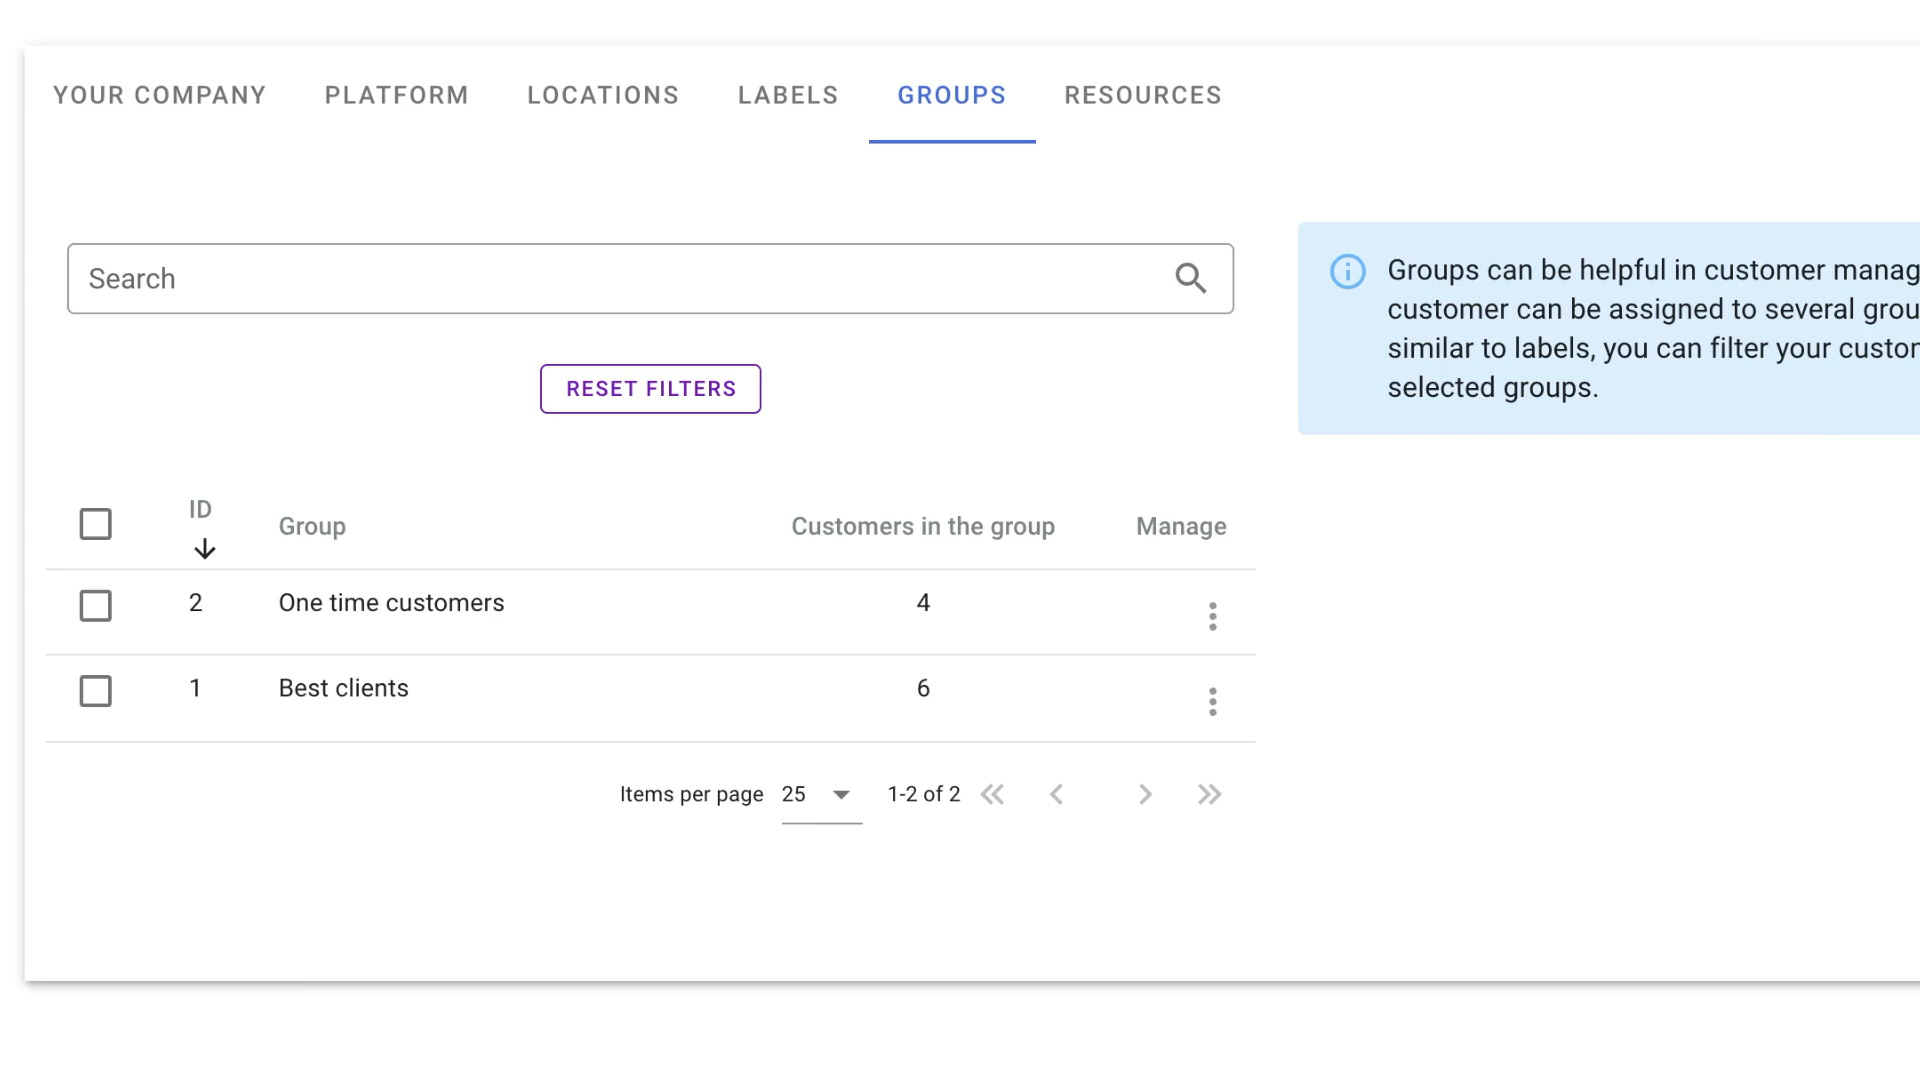 YOUR COMPANY PLATFORM LOCATIONS LABELS GROUPS RESOURCES
Search
RESET FILTERS
Groups can be helpful in customer manag
customer can be assigned to several grou
similar to labels, you can filter your custom
selected groups.
ID Group Customers in the group Manage
2 One time customers 4
1 Best clients 6
Items per page 25 1-2 of 2